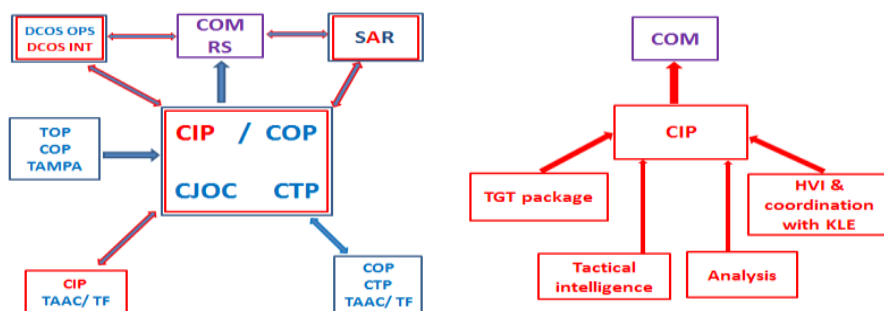 DCOS OPS
DCOS INT
COM
RS
SAR
CIP / COP
CJOC CTP
TOP
COP
TAMPA
CIP
TAAC/ TF
COP
CTP
TAAC/ TF
COM
CIP
TGT package
Tactical
intelligence
Analysis
HVI &
coordination
with KLE